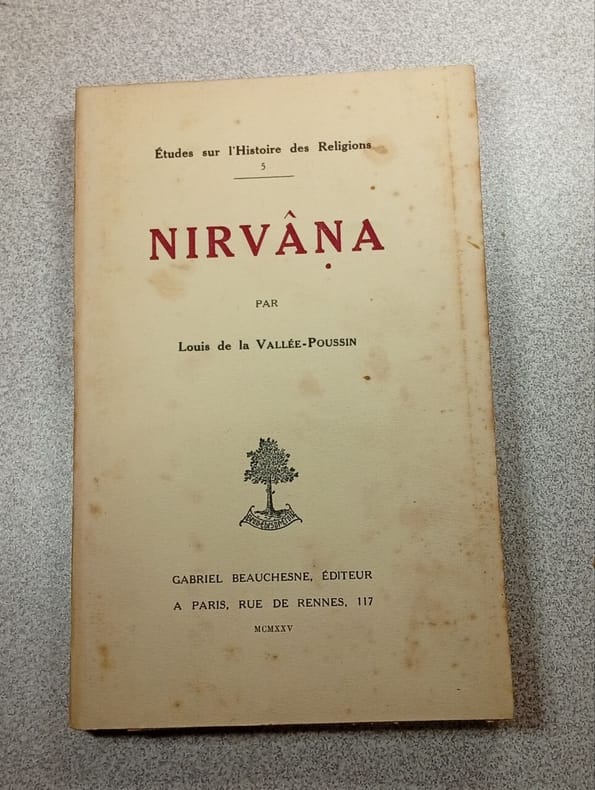 Études sur l'Histoire des Religions
5
NIRVÂṆA
PAR
Louis de la VALLÉE-POUSSIN
GABRIEL BEAUCHESNE, ÉDITEUR
A PARIS, RUE DE RENNES, 117
MCMXXV